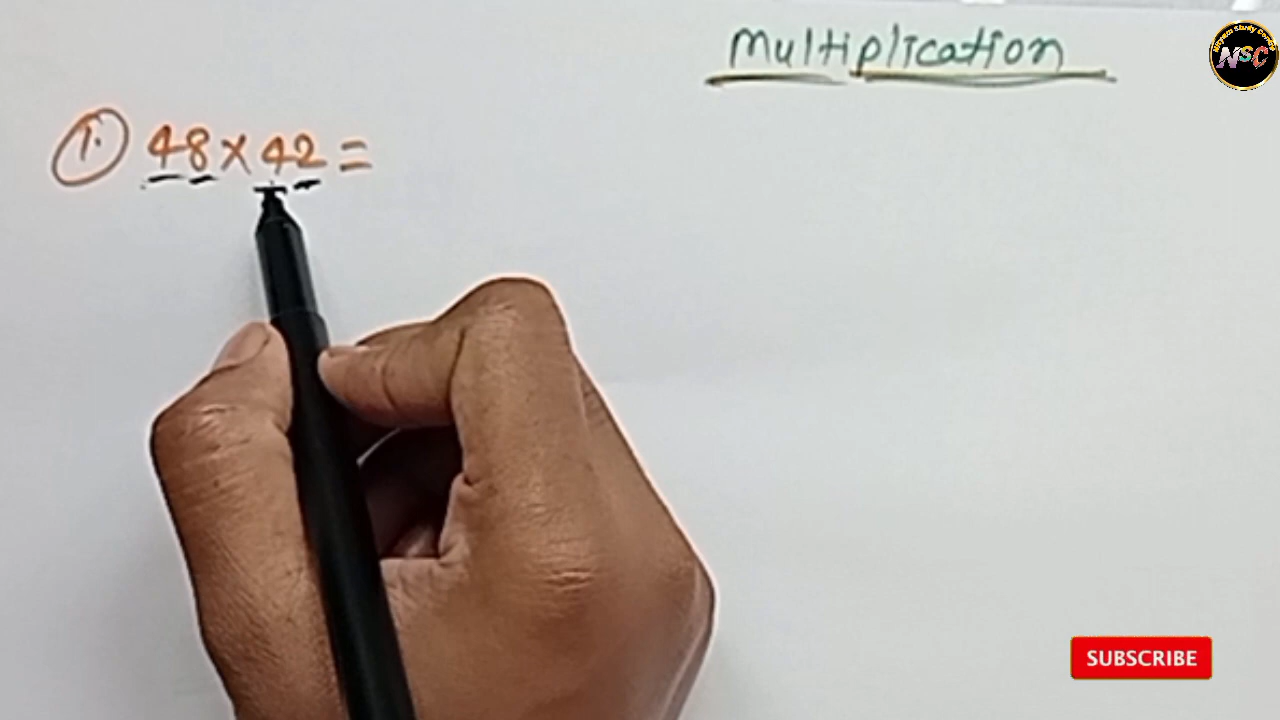 Multiplication
NSC
1. 48 × 42 =
SUBSCRIBE